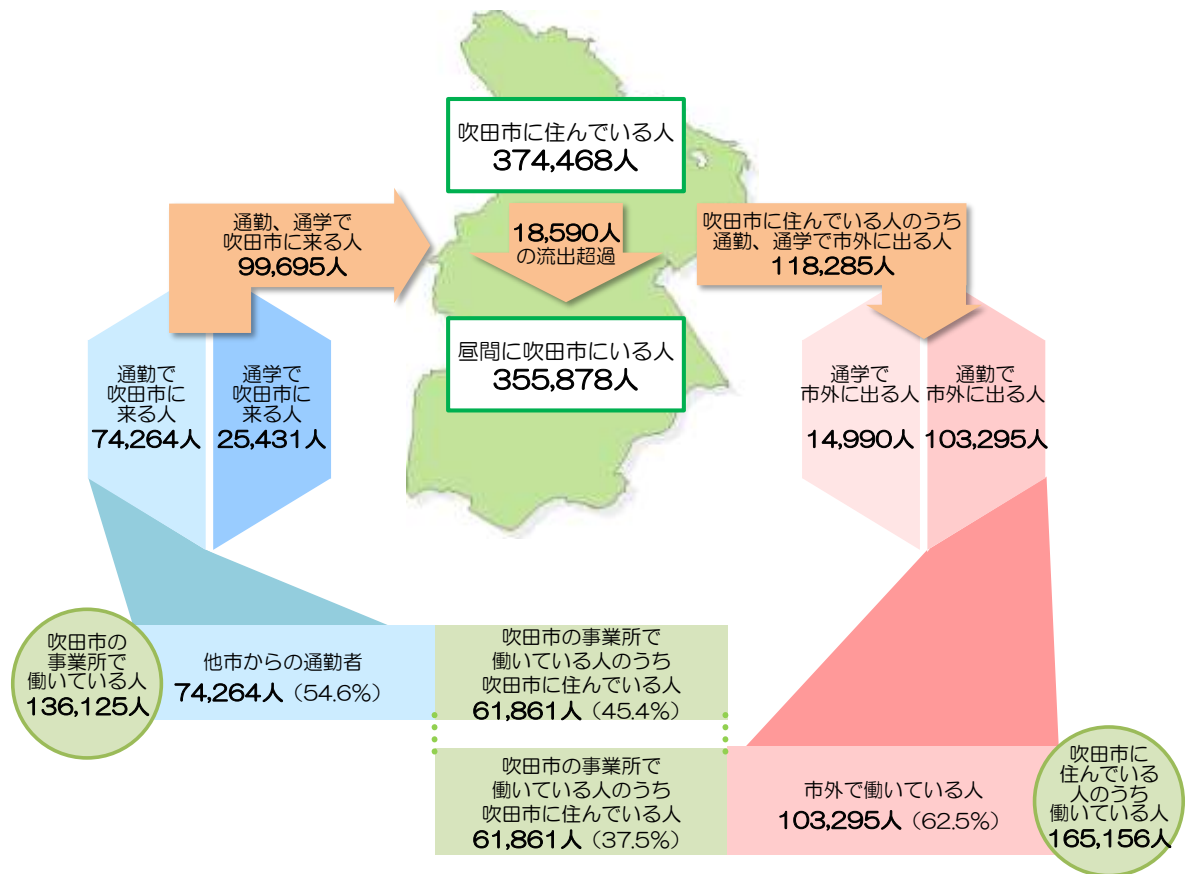 吹田市に住んでいる人
374,468人
通勤、通学で
吹田市に来る人
99,695人
18,590人
の流出超過
吹田市に住んでいる人のうち
通勤、通学で市外に出る人
118,285人
昼間に吹田市にいる人
355,878人
通勤で
吹田市に
来る人
74,264人
通学で
吹田市に
来る人
25,431人
通学で
市外に出る人
14,990人
通勤で
市外に出る人
103,295人
吹田市の
事業所で
働いている人
136,125人
他市からの通勤者
74,264人（54.6%）
吹田市の事業所で
働いている人のうち
吹田市に住んでいる人
61,861人（45.4%）
吹田市の事業所で
働いている人のうち
吹田市に住んでいる人
61,861人（37.5%）
市外で働いている人
103,295人（62.5%）
吹田市に
住んでいる
人のうち
働いている人
165,156人